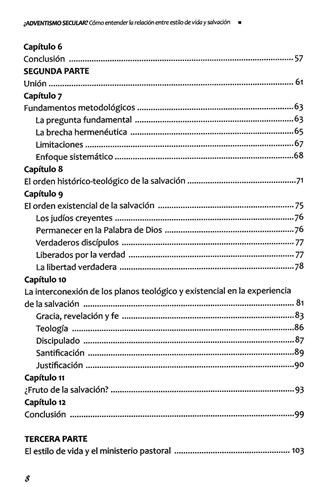 ¿ADVENTISMO SECULAR? Cómo entender la relación entre estilo de vida y salvación ■
Capítulo 6
Conclusión ........ 57
SEGUNDA PARTE
Unión ........ 61
Capítulo 7
Fundamentos metodológicos ........ 63
La pregunta fundamental ........ 63
La brecha hermenéutica ........ 65
Limitaciones ........ 67
Enfoque sistemático ........ 68
Capítulo 8
El orden histórico-teológico de la salvación ........ 71
Capítulo 9
El orden existencial de la salvación ........ 75
Los judíos creyentes ........ 76
Permanecer en la Palabra de Dios ........ 76
Verdaderos discípulos ........ 77
Liberados por la verdad ........ 77
La libertad verdadera ........ 78
Capítulo 10
La interconexión de los planos teológico y existencial en la experiencia
de la salvación ........ 81
Gracia, revelación y fe ........ 83
Teología ........ 86
Discipulado ........ 87
Santificación ........ 89
Justificación ........ 90
Capítulo 11
¿Fruto de la salvación? ........ 93
Capítulo 12
Conclusión ........ 99
TERCERA PARTE
El estilo de vida y el ministerio pastoral ........ 103
8